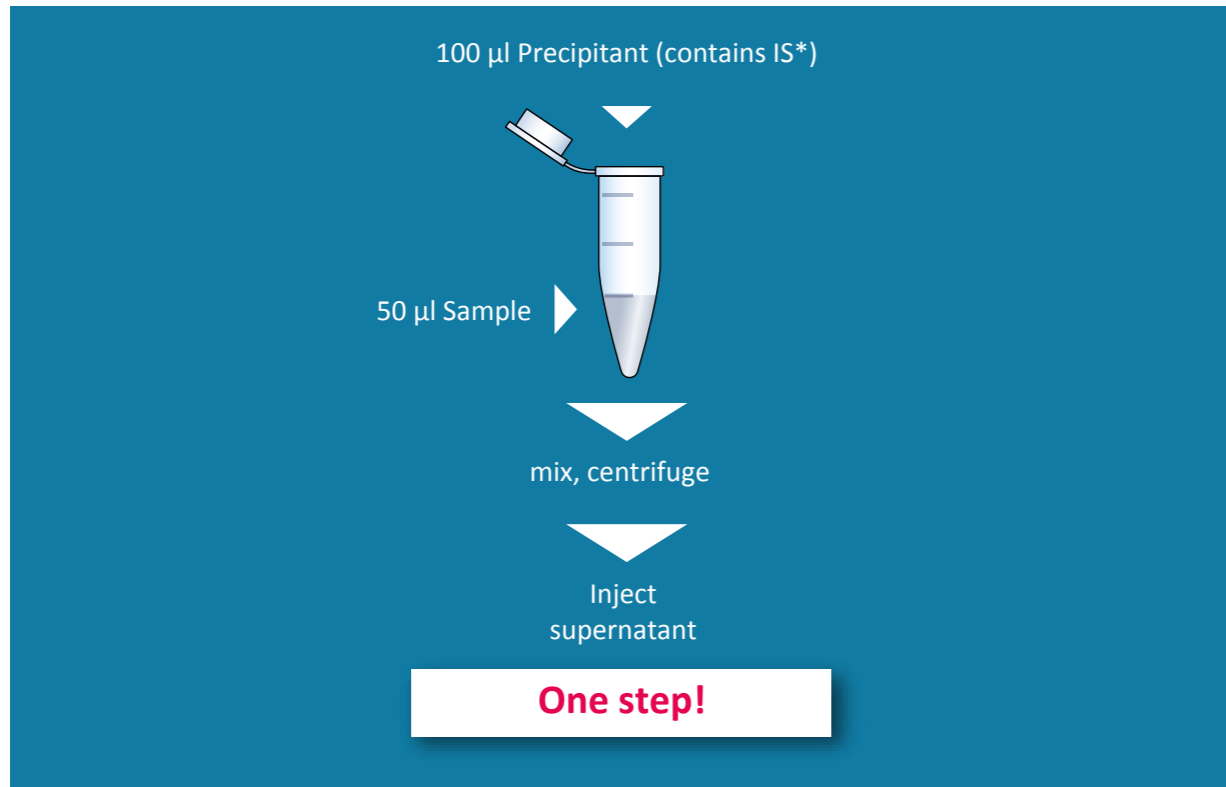 100 µl Precipitant (contains IS*)
50 µl Sample
mix, centrifuge
Inject
supernatant
One step!